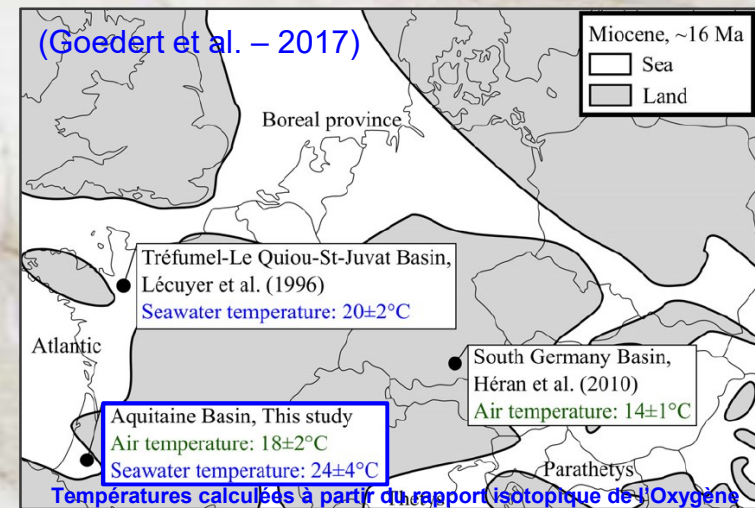 (Goedert et al. – 2017)
Miocene, ~16 Ma
Sea
Land
Boreal province
Tréfumel-Le Quiou-St-Juvat Basin,
Lécuyer et al. (1996)
Seawater temperature: 20±2°C
Atlantic
South Germany Basin,
Héran et al. (2010)
Air temperature: 14±1°C
Aquitaine Basin, This study
Air temperature: 18±2°C
Seawater temperature: 24±4°C
Parathetys
Températures calculées à partir du rapport isotopique de l'Oxygène